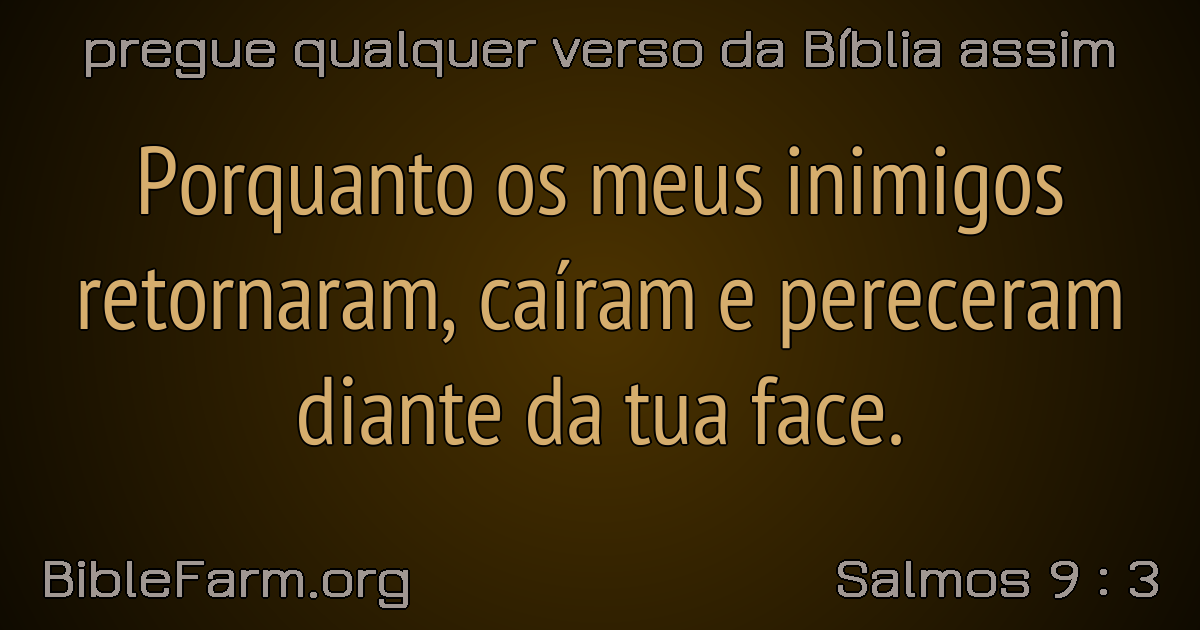 pregue qualquer verso da Bíblia assim
Porquanto os meus inimigos
retornaram, caíram e pereceram
diante da tua face.
BibleFarm.org
Salmos 9 : 3